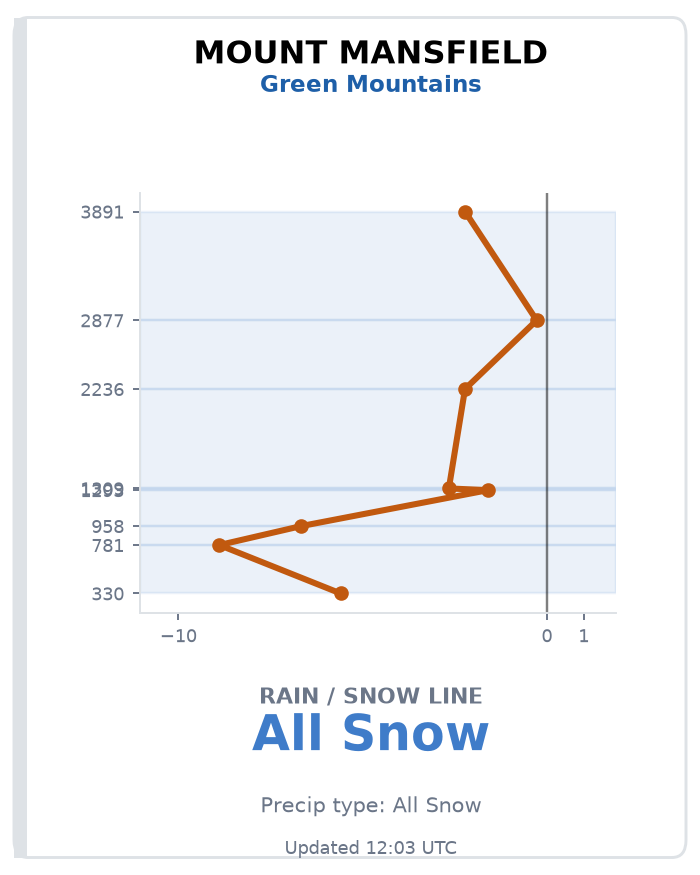 MOUNT MANSFIELD
Green Mountains
3891
2877
2236
1309
958
781
330
−10 0 1
RAIN / SNOW LINE
All Snow
Precip type: All Snow
Updated 12:03 UTC